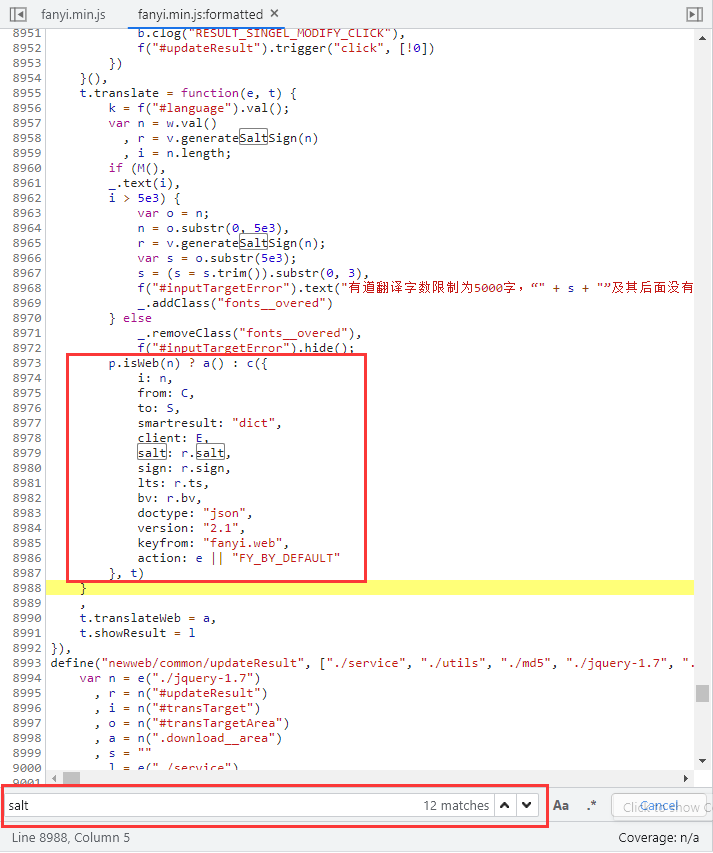 fanyi.min.js fanyi.min.js:formatted ×
8951 b.clog("RESULT_SINGEL_MODIFY_CLICK"),
8952 f("#updateResult").trigger("click", [!0])
8953 })
8954 }(),
8955 t.translate = function(e, t) {
8956 k = f("#language").val();
8957 var n = w.val()
8958 , r = v.generateSaltSign(n)
8959 , i = n.length;
8960 if (M(),
8961 _.text(i),
8962 i > 5e3) {
8963 var o = n;
8964 n = o.substr(0, 5e3),
8965 r = v.generateSaltSign(n);
8966 var s = o.substr(5e3);
8967 s = (s = s.trim()).substr(0, 3),
8968 f("#inputTargetError").text("有道翻译字数限制为5000字，“" + s + "”及其后面没有
8969 _.addClass("fonts__overed")
8970 } else
8971 _.removeClass("fonts__overed"),
8972 f("#inputTargetError").hide();
8973 p.isWeb(n) ? a() : c({
8974 i: n,
8975 from: C,
8976 to: S,
8977 smartresult: "dict",
8978 client: E,
8979 salt: r.salt,
8980 sign: r.sign,
8981 lts: r.ts,
8982 bv: r.bv,
8983 doctype: "json",
8984 version: "2.1",
8985 keyfrom: "fanyi.web",
8986 action: e || "FY_BY_DEFAULT"
8987 }, t)
8988 }
8989 ,
8990 t.translateWeb = a,
8991 t.showResult = l
8992 }),
8993 define("newweb/common/updateResult", ["./service", "./utils", "./md5", "./jquery-1.7", ".
8994 var n = e("./jquery-1.7")
8995 , r = n("#updateResult")
8996 , i = n("#transTarget")
8997 , o = n("#transTargetArea")
8998 , a = n(".download__area")
8999 , s = ""
9000 , l = e("./service")
9001
salt 12 matches Aa .* Cancel
Click to show C
Line 8988, Column 5 Coverage: n/a